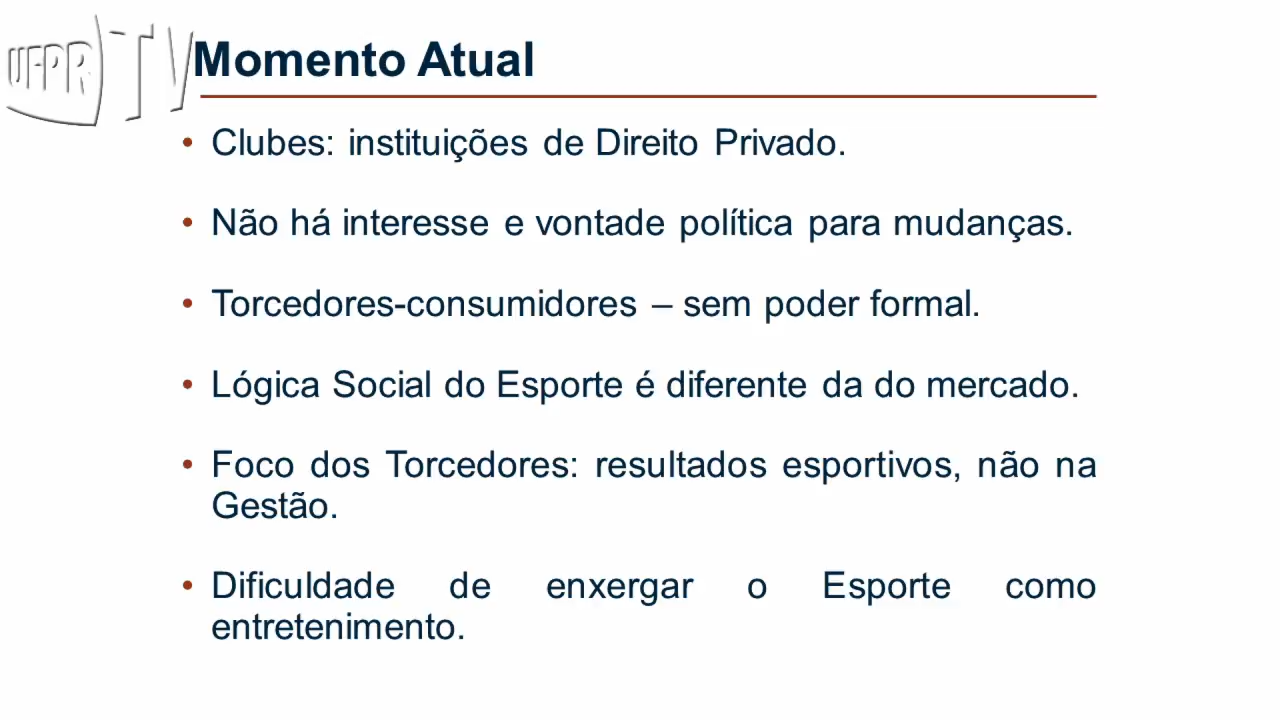 UFPR TV
Momento Atual
• Clubes: instituições de Direito Privado.
• Não há interesse e vontade política para mudanças.
• Torcedores-consumidores – sem poder formal.
• Lógica Social do Esporte é diferente da do mercado.
• Foco dos Torcedores: resultados esportivos, não na
Gestão.
• Dificuldade de enxergar o Esporte como
entretenimento.